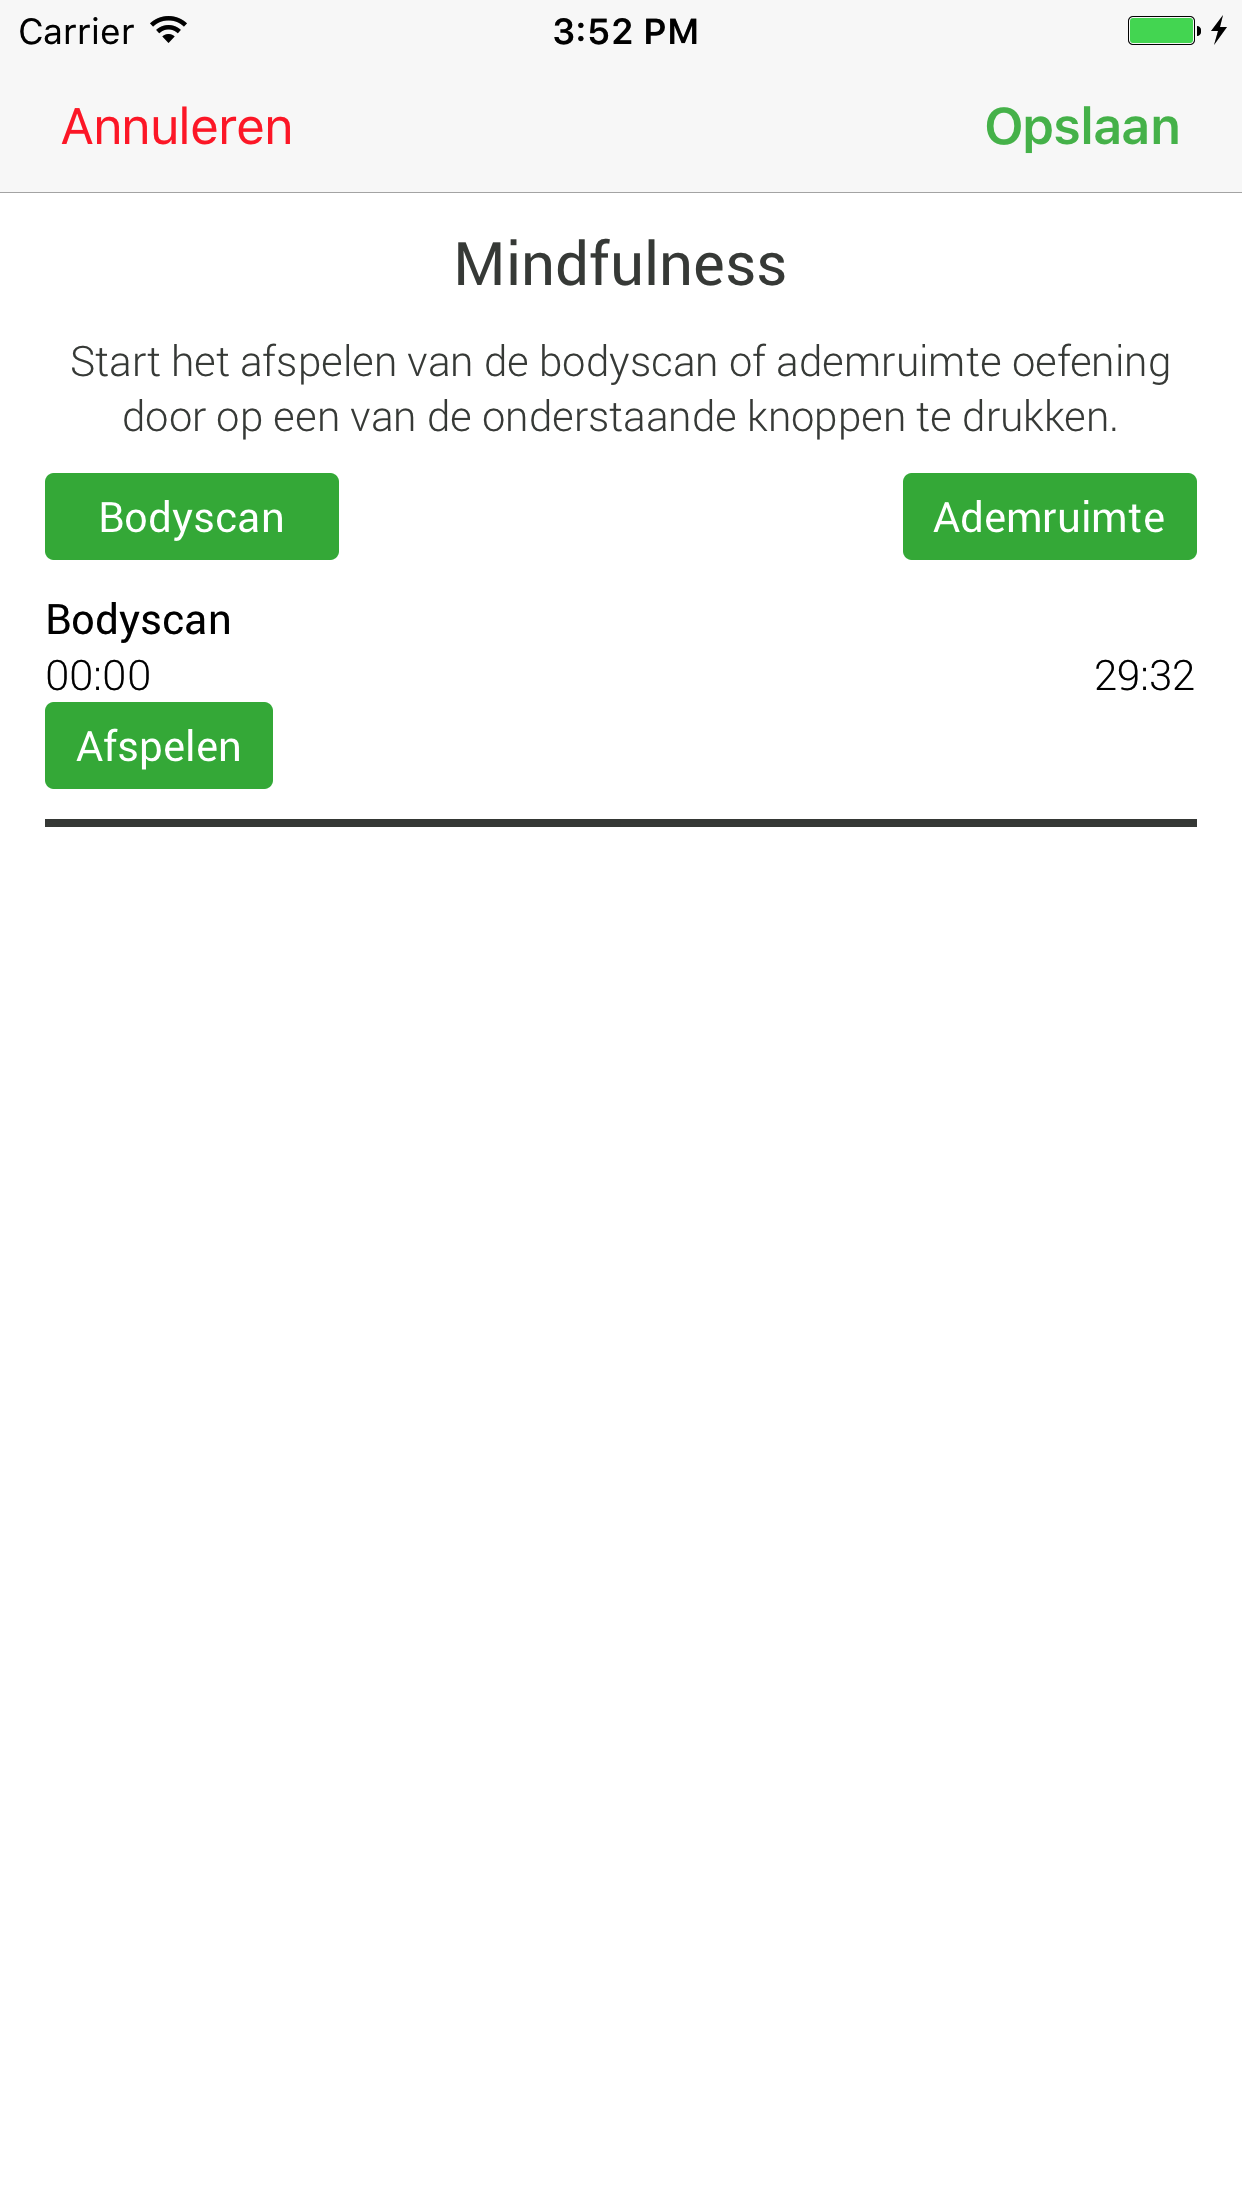 Carrier 3:52 PM
Annuleren Opslaan
Mindfulness
Start het afspelen van de bodyscan of ademruimte oefening
door op een van de onderstaande knoppen te drukken.
Bodyscan Ademruimte
Bodyscan
00:00 29:32
Afspelen